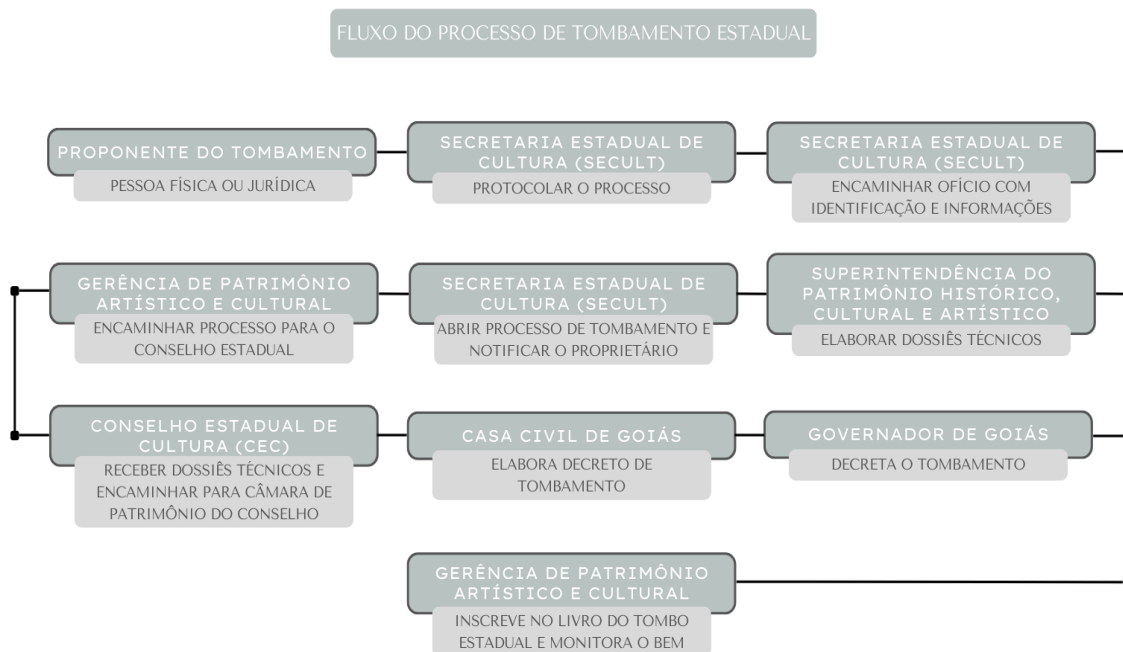 FLUXO DO PROCESSO DE TOMBAMENTO ESTADUAL
PROPONENTE DO TOMBAMENTO
PESSOA FÍSICA OU JURÍDICA
SECRETARIA ESTADUAL DE
CULTURA (SECULT)
PROTOCOLAR O PROCESSO
SECRETARIA ESTADUAL DE
CULTURA (SECULT)
ENCAMINHAR OFÍCIO COM
IDENTIFICAÇÃO E INFORMAÇÕES
SUPERINTENDÊNCIA DO
PATRIMÔNIO HISTÓRICO,
CULTURAL E ARTÍSTICO
ELABORAR DOSSIÊS TÉCNICOS
SECRETARIA ESTADUAL DE
CULTURA (SECULT)
ABRIR PROCESSO DE TOMBAMENTO E
NOTIFICAR O PROPRIETÁRIO
GERÊNCIA DE PATRIMÔNIO
ARTÍSTICO E CULTURAL
ENCAMINHAR PROCESSO PARA O
CONSELHO ESTADUAL
CONSELHO ESTADUAL DE
CULTURA (CEC)
RECEBER DOSSIÊS TÉCNICOS E
ENCAMINHAR PARA CÂMARA DE
PATRIMÔNIO DO CONSELHO
CASA CIVIL DE GOIÁS
ELABORA DECRETO DE
TOMBAMENTO
GOVERNADOR DE GOIÁS
DECRETA O TOMBAMENTO
GERÊNCIA DE PATRIMÔNIO
ARTÍSTICO E CULTURAL
INSCREVE NO LIVRO DO TOMBO
ESTADUAL E MONITORA O BEM